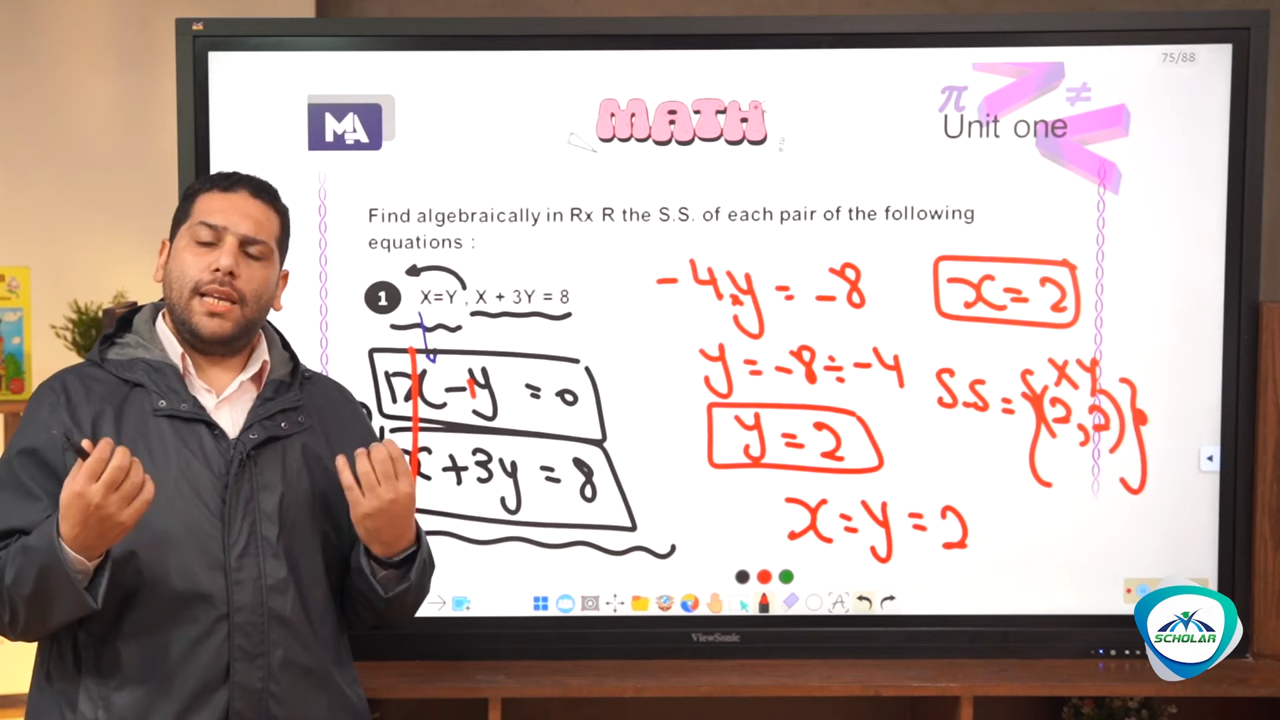 75/88
MA
MATH
π ≠
Unit one
Find algebraically in Rx R the S.S. of each pair of the following
equations :
1 X=Y , X + 3Y = 8
x - y = 0
x + 3y = 8
-4y = -8
y = -8 ÷ -4
y = 2
x = y = 2
x = 2
x y
S.S = {(2,2)}
ViewSonic
SCHOLAR